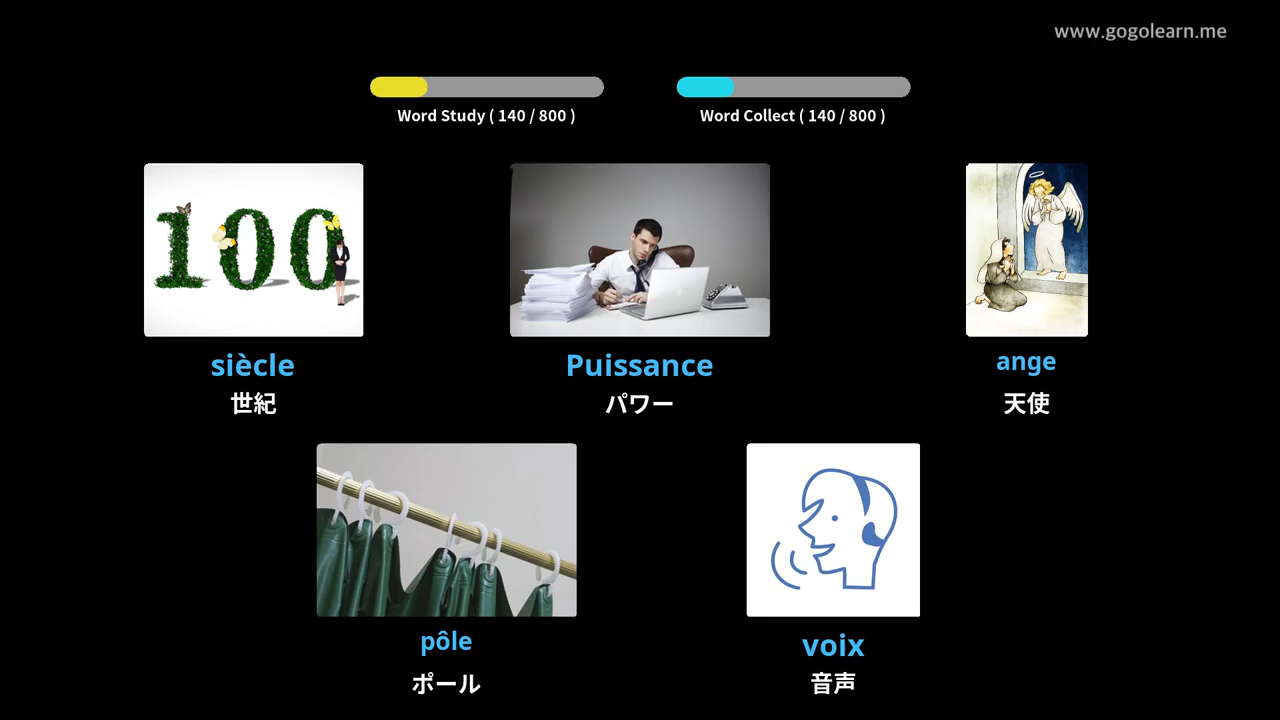 www.gogolearn.me
Word Study ( 140 / 800 )
Word Collect ( 140 / 800 )
100
siècle
世紀
Puissance
パワー
ange
天使
pôle
ポール
voix
音声